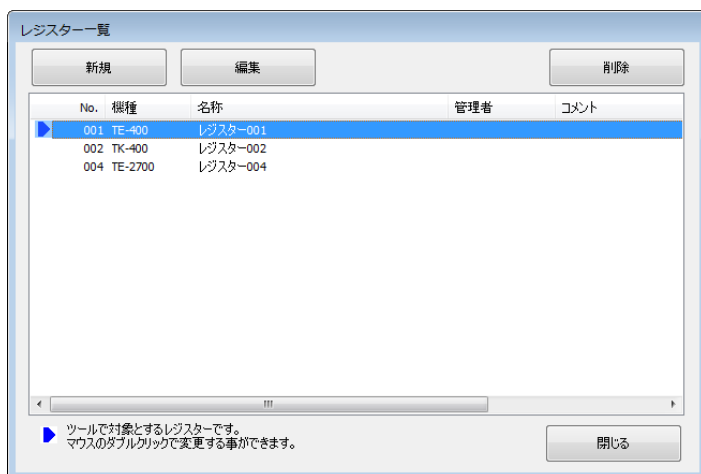 レジスター一覧
新規 編集 削除
No. 機種 名称 管理者 コメント
001 TE-400 レジスター001
002 TK-400 レジスター002
004 TE-2700 レジスター004
ツールで対象とするレジスターです。
マウスのダブルクリックで変更する事ができます。
閉じる